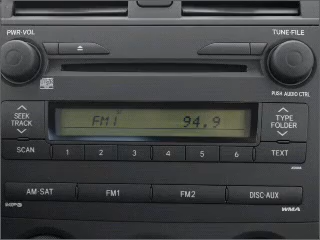 PWR·VOL
TUNE·FILE
PUSH AUDIO CTRL
SEEK
TRACK
FM1 94.9
TYPE
FOLDER
SCAN 1 2 3 4 5 6 TEXT
AM·SAT FM1 FM2 DISC·AUX
MP3 WMA